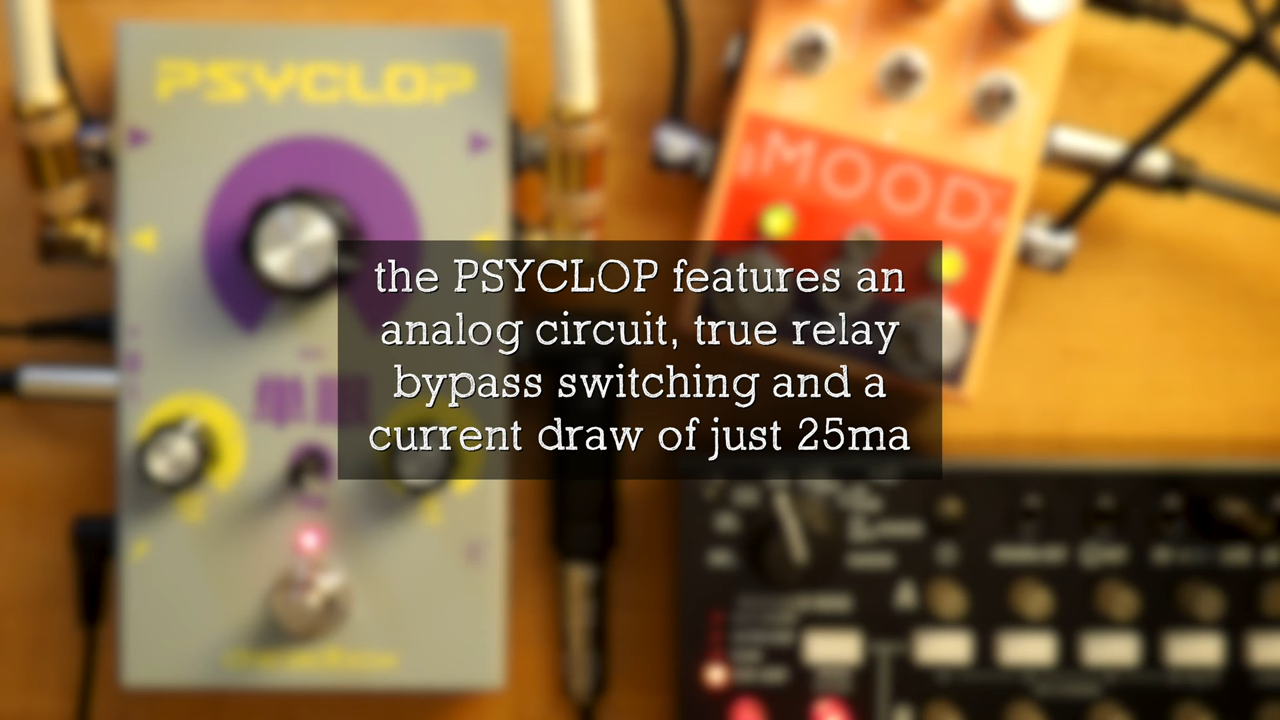 PSYCLOP
MOOD
the PSYCLOP features an
analog circuit, true relay
bypass switching and a
current draw of just 25ma
A